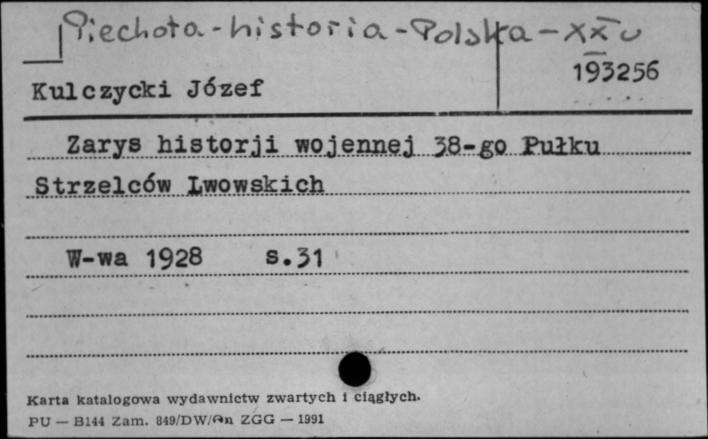 Piechota - historia - Polska - XX w
193256
Kulczycki Józef
Zarys historji wojennej 38-go Pułku
Strzelców Lwowskich
W-wa 1928 s.31
Karta katalogowa wydawnictw zwartych i ciągłych.
PU — B144 Zam. 849/DW/An ZGG — 1991